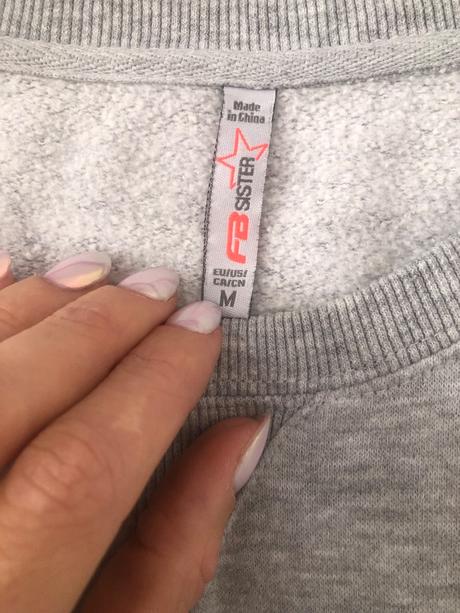 Made
in China
FB SISTER
EU/US/
CA/CN
M